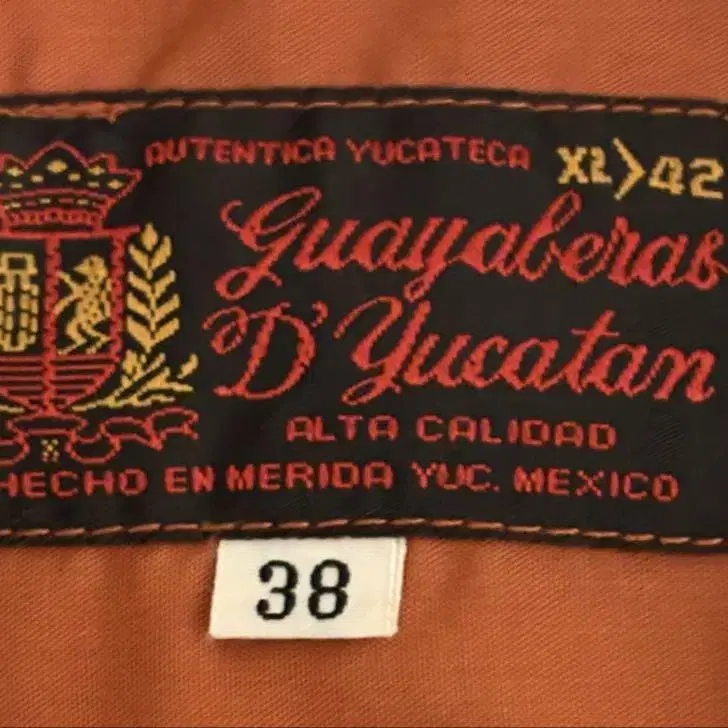 AUTENTICA YUCATECA XL>42
Guayaberas
D'Yucatan
ALTA CALIDAD
HECHO EN MERIDA YUC. MEXICO
38